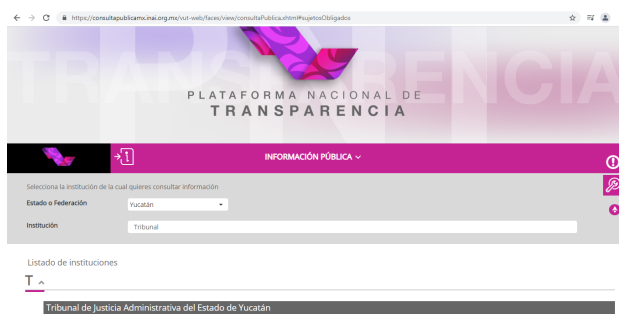 https://consultapublicamx.inai.org.mx/vut-web/faces/view/consultaPublica.xhtml#sujetosObligados
TRANSPARENCIA
PNT
PLATAFORMA NACIONAL DE
TRANSPARENCIA
INFORMACIÓN PÚBLICA
Selecciona la institución de la cual quieres consultar información
Estado o Federación
Yucatán
Institución
Tribunal
Listado de instituciones
T
Tribunal de Justicia Administrativa del Estado de Yucatán